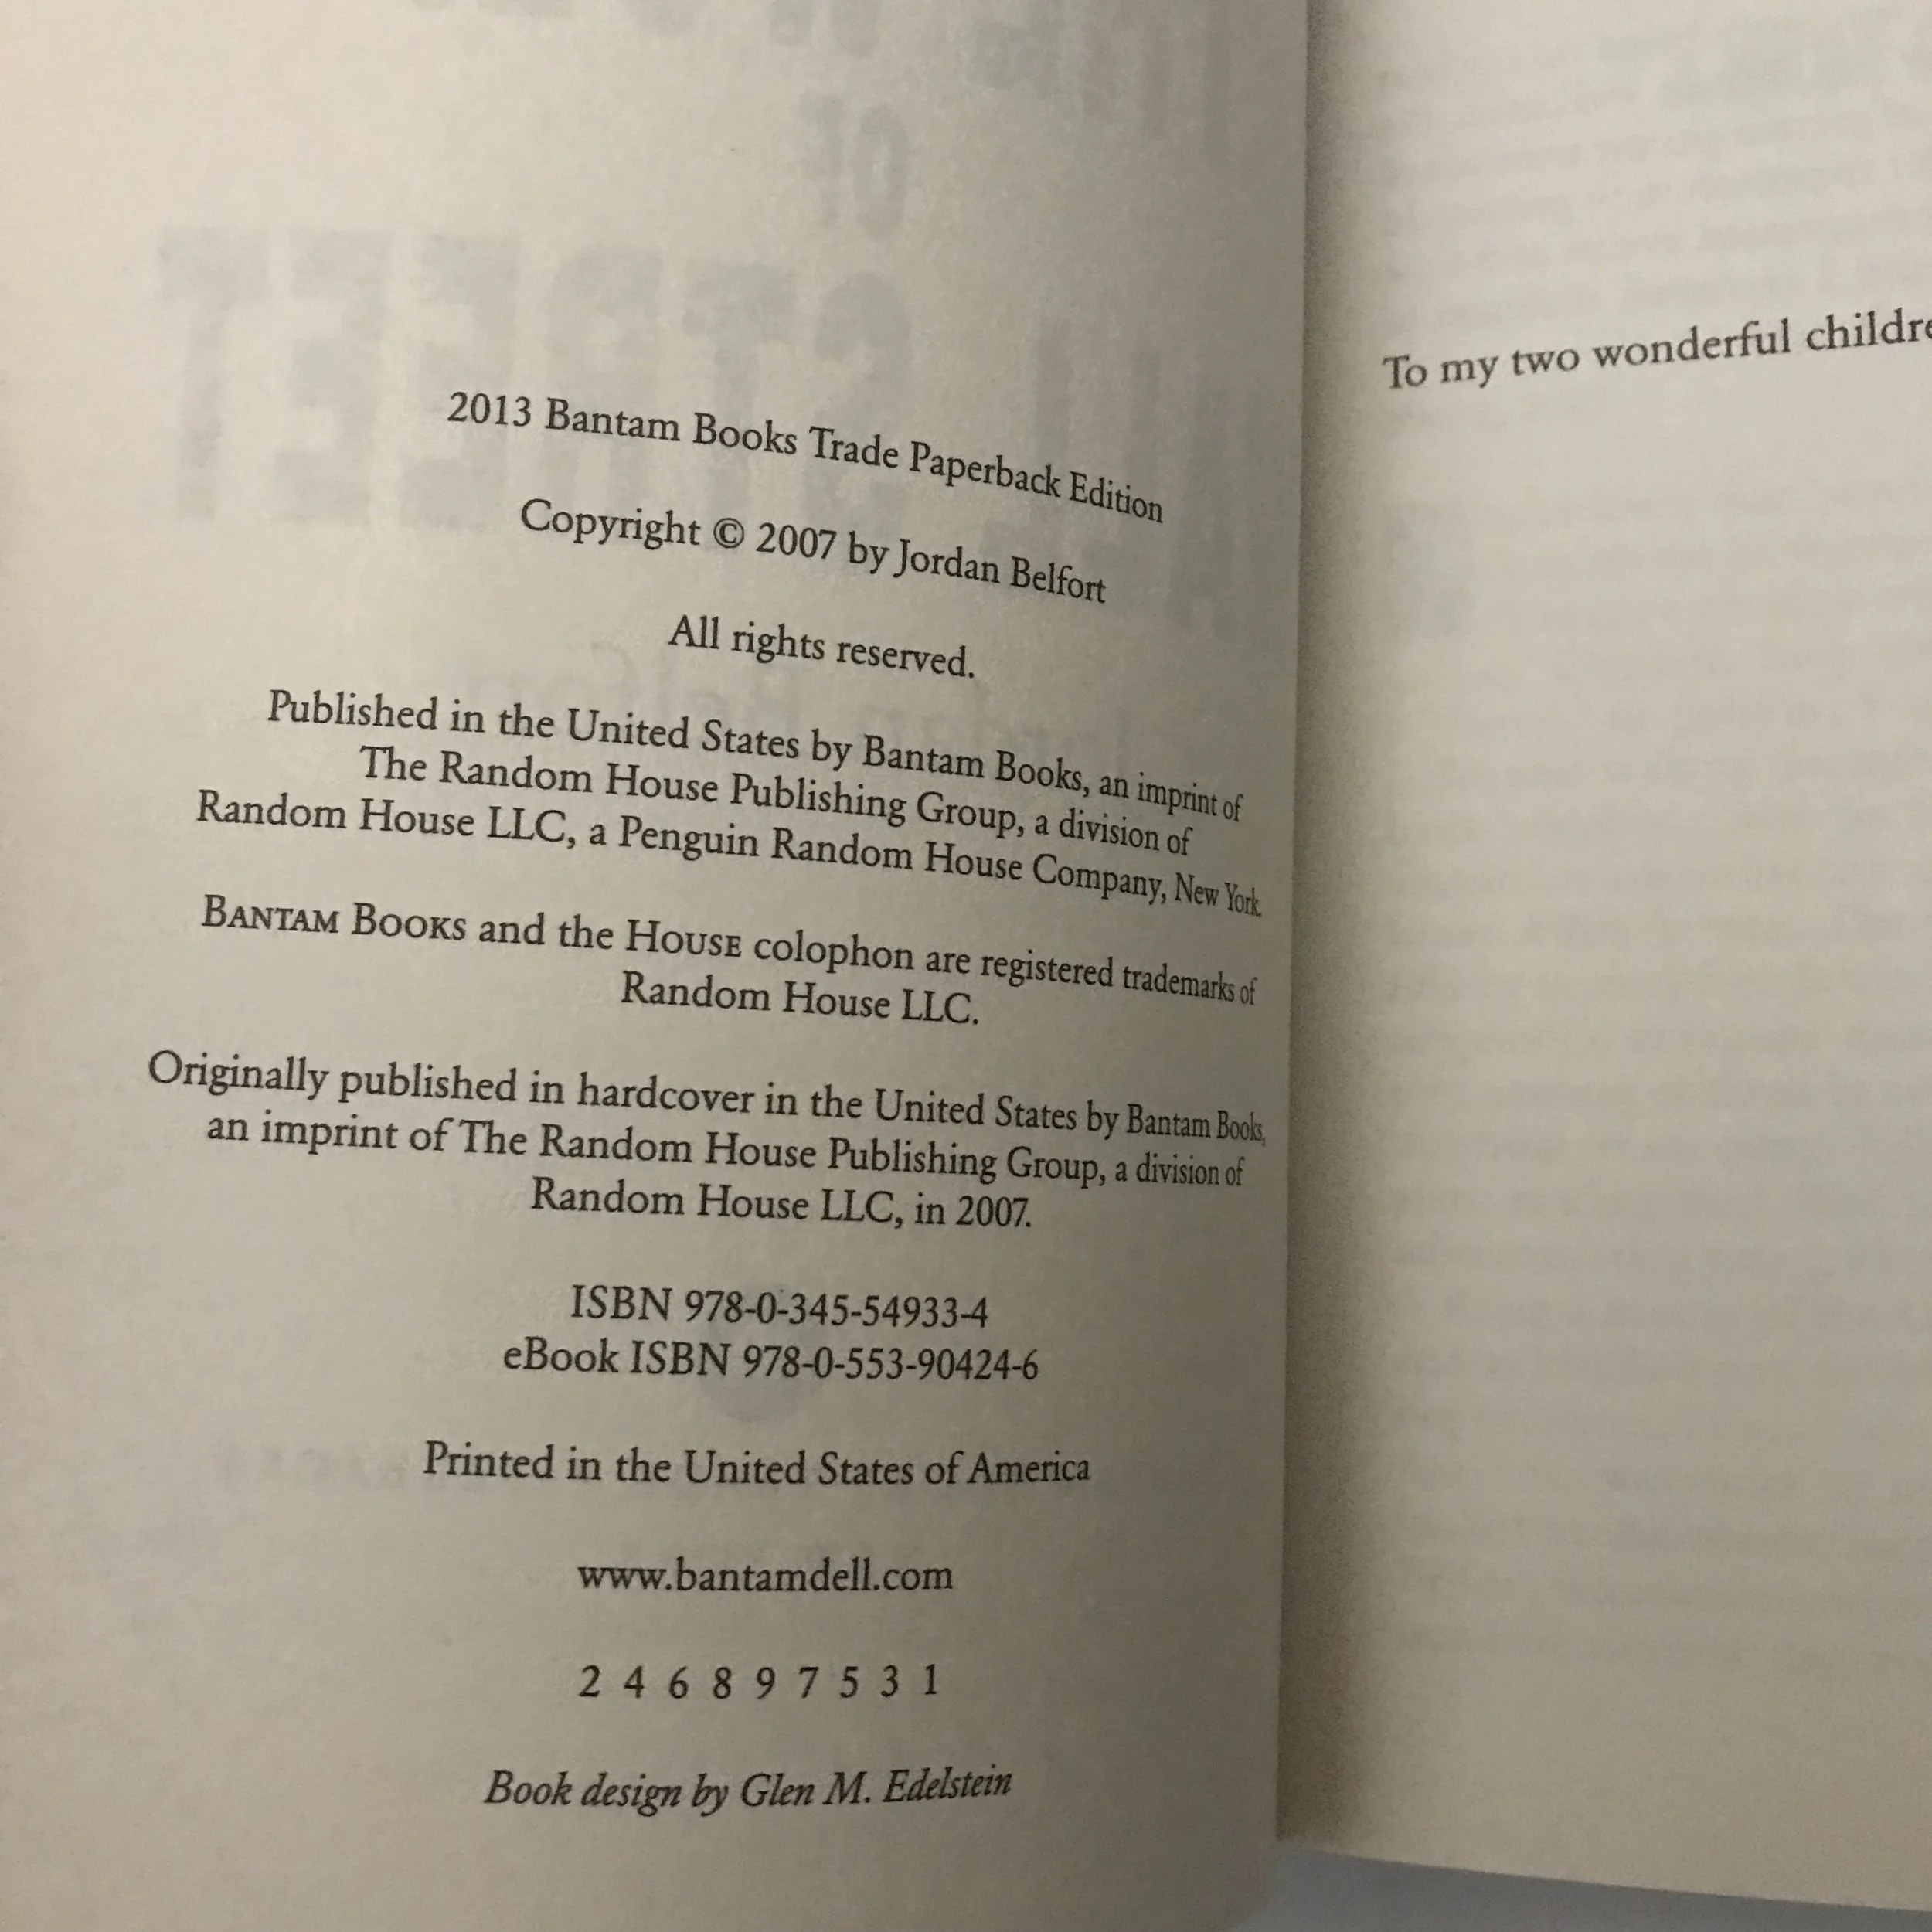 2013 Bantam Books Trade Paperback Edition
Copyright © 2007 by Jordan Belfort
All rights reserved.
Published in the United States by Bantam Books, an imprint of
The Random House Publishing Group, a division of
Random House LLC, a Penguin Random House Company, New York.
BANTAM BOOKS and the HOUSE colophon are registered trademarks of
Random House LLC.
Originally published in hardcover in the United States by Bantam Books,
an imprint of The Random House Publishing Group, a division of
Random House LLC, in 2007.
ISBN 978-0-345-54933-4
eBook ISBN 978-0-553-90424-6
Printed in the United States of America
www.bantamdell.com
2 4 6 8 9 7 5 3 1
Book design by Glen M. Edelstein
To my two wonderful childre
OF
STREET